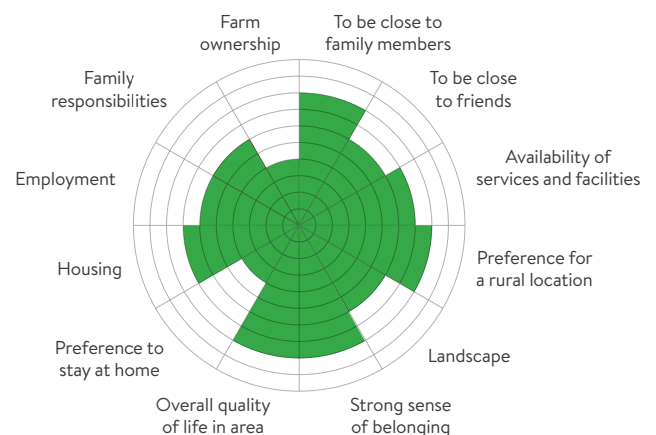 Farm
ownership
To be close to
family members
To be close
to friends
Availability of
services and facilities
Preference for
a rural location
Landscape
Strong sense
of belonging
Overall quality
of life in area
Preference to
stay at home
Housing
Employment
Family
responsibilities